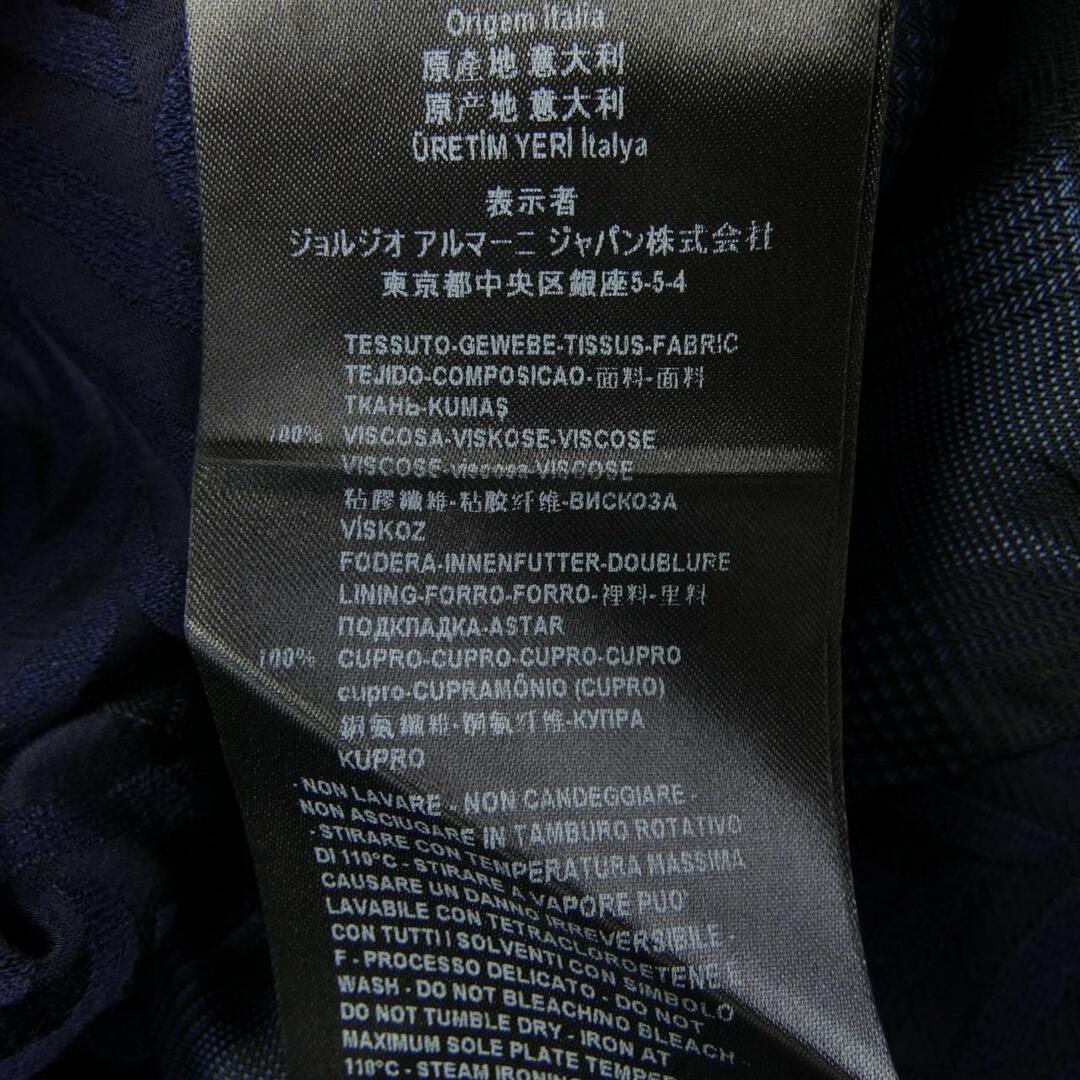 Origem Italia
原產地 意大利
原产地 意大利
ÜRETİM YERİ İtalya
表示者
ジョルジオ アルマーニ ジャパン株式会社
東京都中央区銀座5-5-4
TESSUTO-GEWEBE-TISSUS-FABRIC
TEJIDO-COMPOSICAO-面料-面料
ТКАНЬ-KUMAŞ
100% VISCOSA-VISKOSE-VISCOSE
VISCOSE-viscosa-VISCOSE
粘膠纖維-粘胶纤维-ВИСКОЗА
VİSKOZ
FODERA-INNENFUTTER-DOUBLURE
LINING-FORRO-FORRO-裡料-里料
ПОДКЛАДКА-ASTAR
100% CUPRO-CUPRO-CUPRO-CUPRO
cupro-CUPRAMÔNIO (CUPRO)
銅氨纖維-铜氨纤维-КУПРА
KUPRO
- NON LAVARE - NON CANDEGGIARE -
NON ASCIUGARE IN TAMBURO ROTATIVO
- STIRARE CON TEMPERATURA MASSIMA
DI 110°C - STIRARE A VAPORE PUO'
CAUSARE UN DANNO IRREVERSIBILE -
LAVABILE CON TETRACLOROETENE E
CON TUTTI I SOLVENTI CON SIMBOLO
F - PROCESSO DELICATO - DO NOT
WASH - DO NOT BLEACHING BLEACH -
DO NOT TUMBLE DRY - IRON AT
MAXIMUM SOLE PLATE TEMPER
110°C - STEAM IRONING